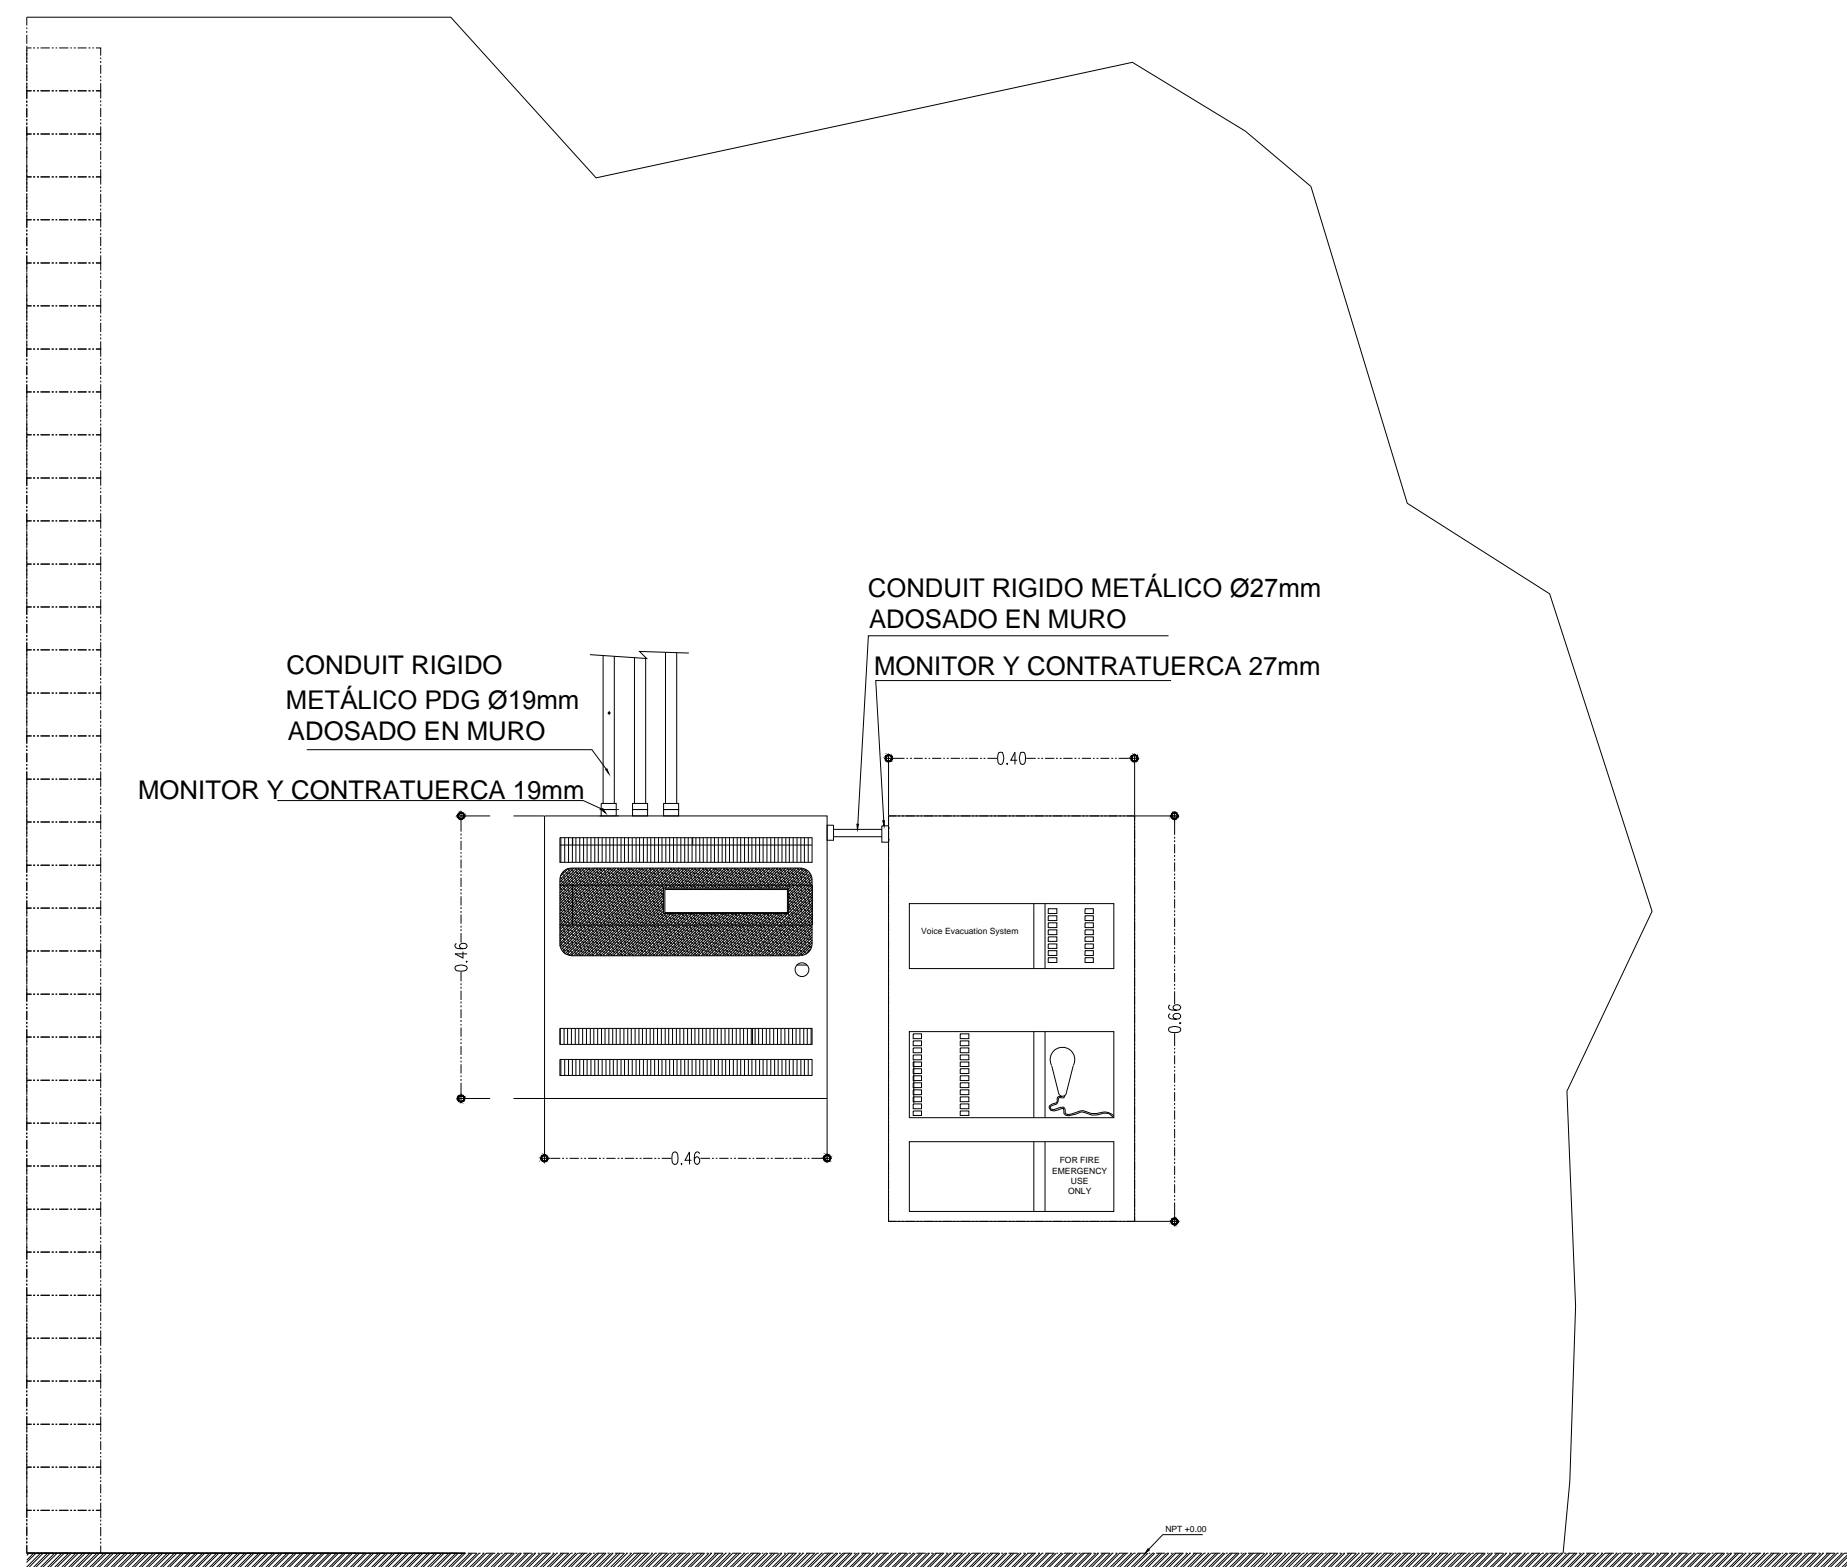 CONDUIT RIGIDO METÁLICO Ø27mm
ADOSADO EN MURO
MONITOR Y CONTRATUERCA 27mm
CONDUIT RIGIDO
METÁLICO PDG Ø19mm
ADOSADO EN MURO
MONITOR Y CONTRATUERCA 19mm
0.40
0.46
Voice Evacuation System
0.66
0.46
FOR FIRE
EMERGENCY
USE
ONLY
NPT +0.00